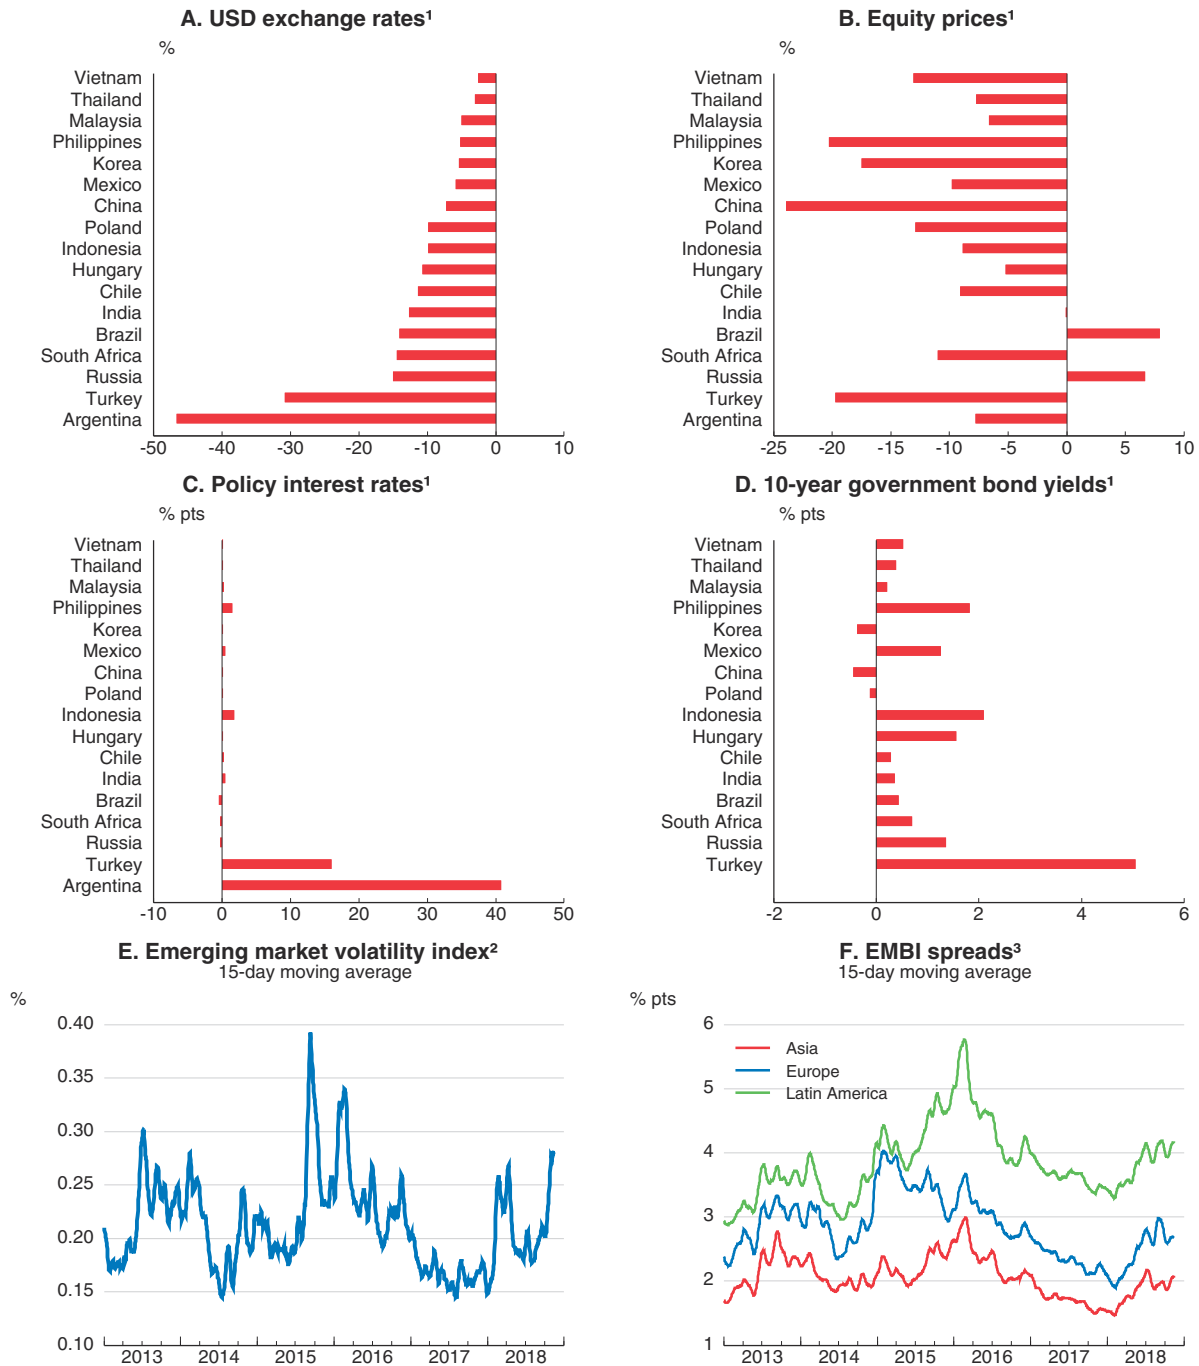 A. USD exchange rates¹
%
Vietnam
Thailand
Malaysia
Philippines
Korea
Mexico
China
Poland
Indonesia
Hungary
Chile
India
Brazil
South Africa
Russia
Turkey
Argentina
-50 -40 -30 -20 -10 0 10
B. Equity prices¹
%
Vietnam
Thailand
Malaysia
Philippines
Korea
Mexico
China
Poland
Indonesia
Hungary
Chile
India
Brazil
South Africa
Russia
Turkey
Argentina
-25 -20 -15 -10 -5 0 5 10
C. Policy interest rates¹
% pts
Vietnam
Thailand
Malaysia
Philippines
Korea
Mexico
China
Poland
Indonesia
Hungary
Chile
India
Brazil
South Africa
Russia
Turkey
Argentina
-10 0 10 20 30 40 50
D. 10-year government bond yields¹
% pts
Vietnam
Thailand
Malaysia
Philippines
Korea
Mexico
China
Poland
Indonesia
Hungary
Chile
India
Brazil
South Africa
Russia
Turkey
-2 0 2 4 6
E. Emerging market volatility index²
15-day moving average
%
0.40
0.35
0.30
0.25
0.20
0.15
0.10
2013 2014 2015 2016 2017 2018
F. EMBI spreads³
15-day moving average
% pts
6
5
4
3
2
1
Asia
Europe
Latin America
2013 2014 2015 2016 2017 2018